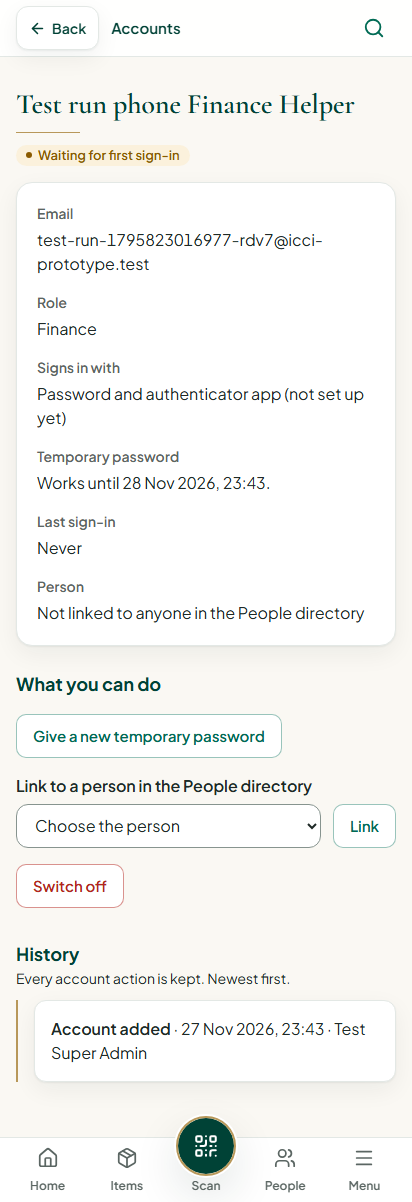 Back
Accounts
Test run phone Finance Helper
Waiting for first sign-in
Email
test-run-1795823016977-rdv7@icci-
prototype.test
Role
Finance
Signs in with
Password and authenticator app (not set up
yet)
Temporary password
Works until 28 Nov 2026, 23:43.
Last sign-in
Never
Person
Not linked to anyone in the People directory
What you can do
Give a new temporary password
Link to a person in the People directory
Choose the person
Link
Switch off
History
Every account action is kept. Newest first.
Account added · 27 Nov 2026, 23:43 · Test
Super Admin
Home
Items
Scan
People
Menu